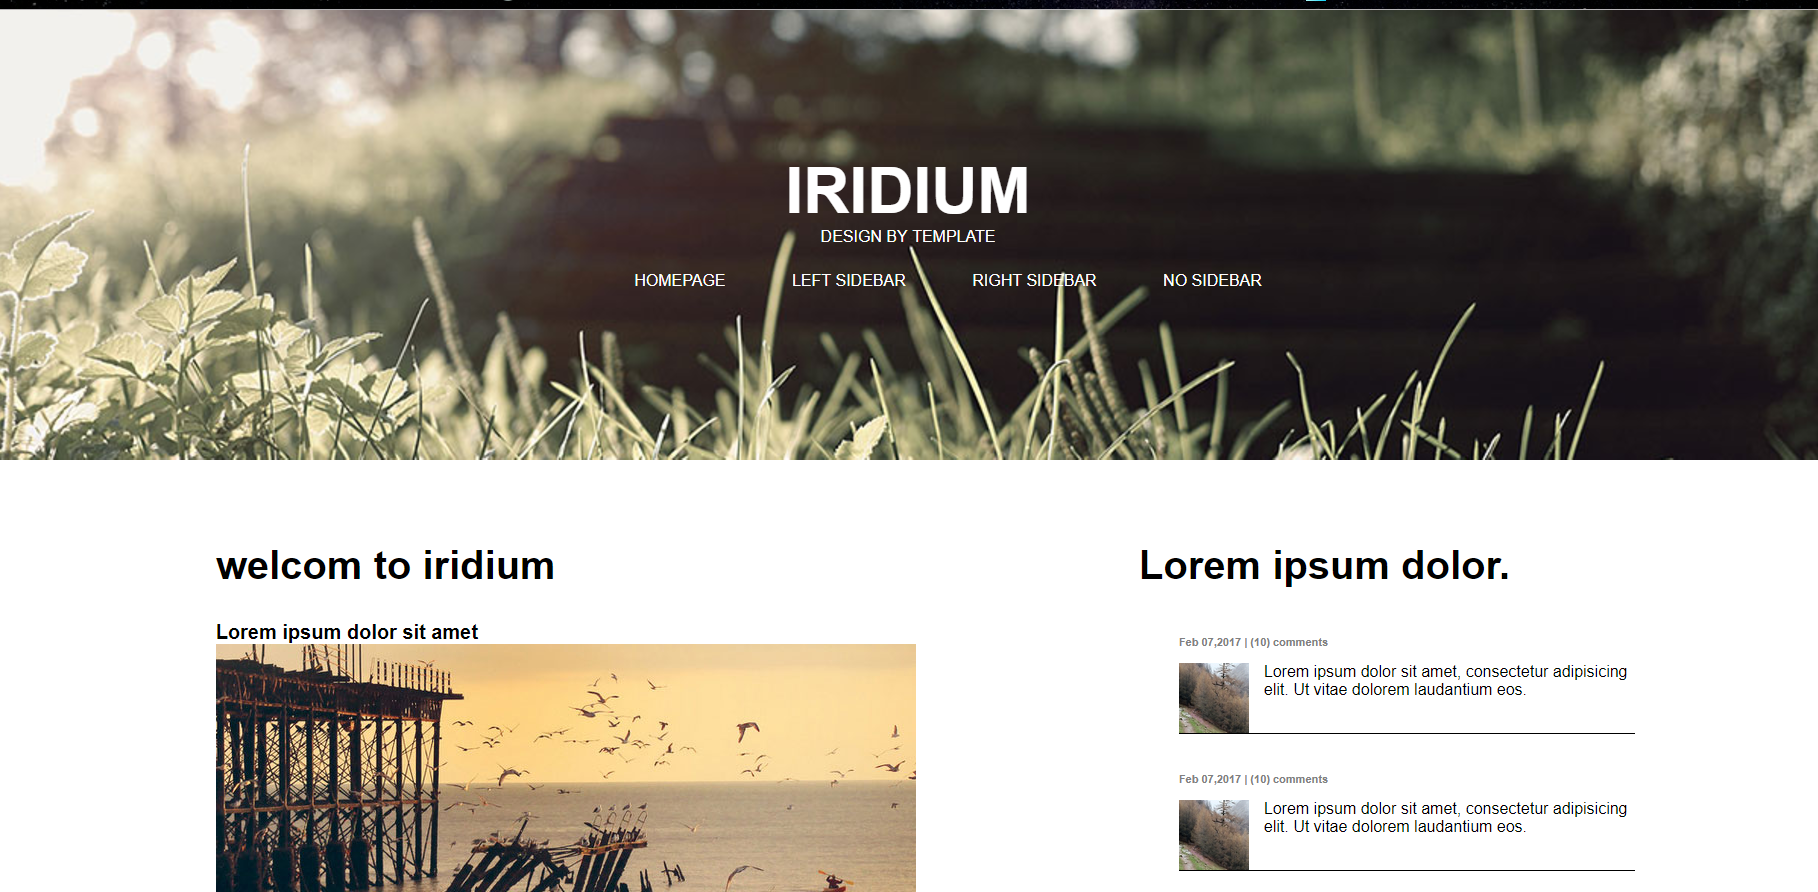 IRIDIUM
DESIGN BY TEMPLATE
HOMEPAGE LEFT SIDEBAR RIGHT SIDEBAR NO SIDEBAR
welcom to iridium
Lorem ipsum dolor sit amet
Lorem ipsum dolor.
Feb 07,2017 | (10) comments
Lorem ipsum dolor sit amet, consectetur adipisicing
elit. Ut vitae dolorem laudantium eos.
Feb 07,2017 | (10) comments
Lorem ipsum dolor sit amet, consectetur adipisicing
elit. Ut vitae dolorem laudantium eos.